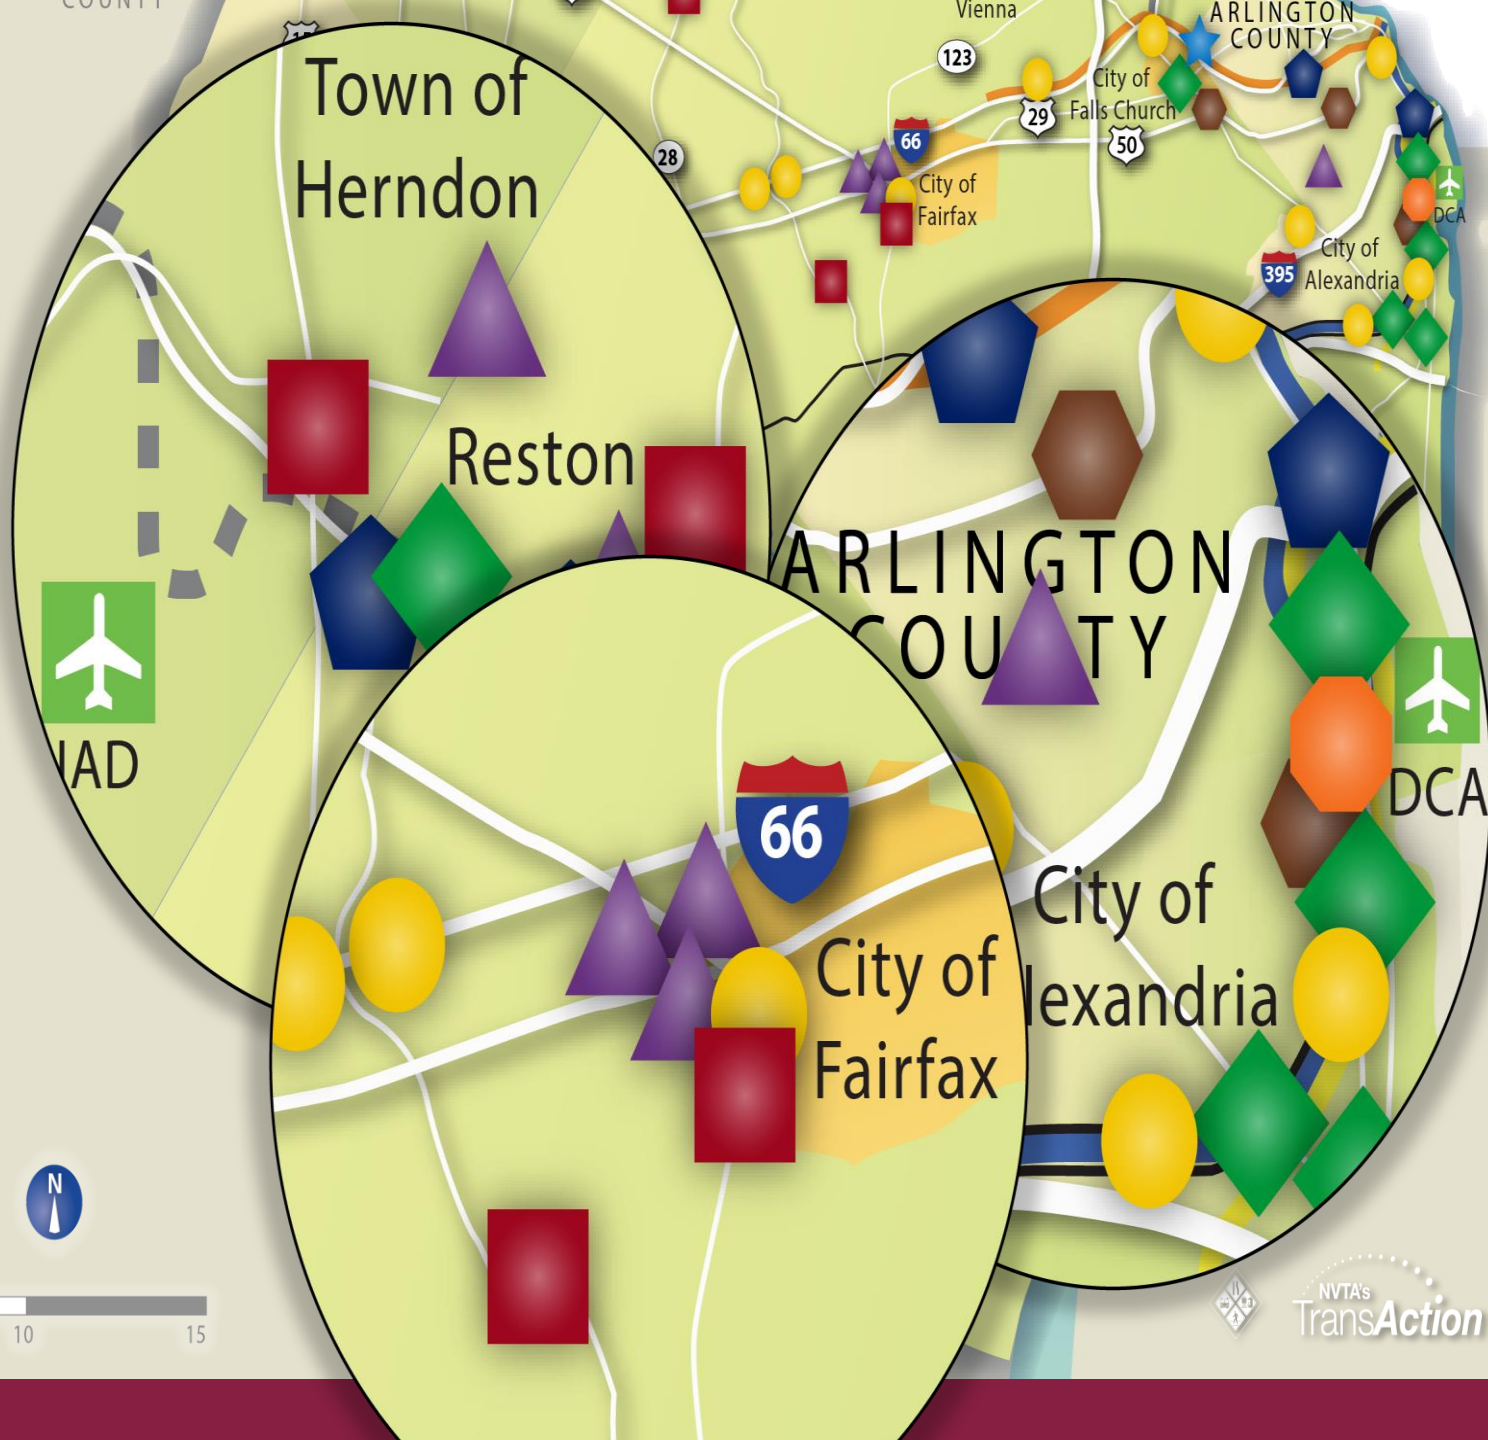 COUNTY
Vienna
ARLINGTON
COUNTY
123
28
29
50
66
City of
Falls Church
City of
Fairfax
DCA
395
City of
Alexandria
Town of
Herndon
Reston
IAD
ARLINGTON
COU TY
DCA
City of
lexandria
66
City of
Fairfax
N
10
15
NVTA's
TransAction